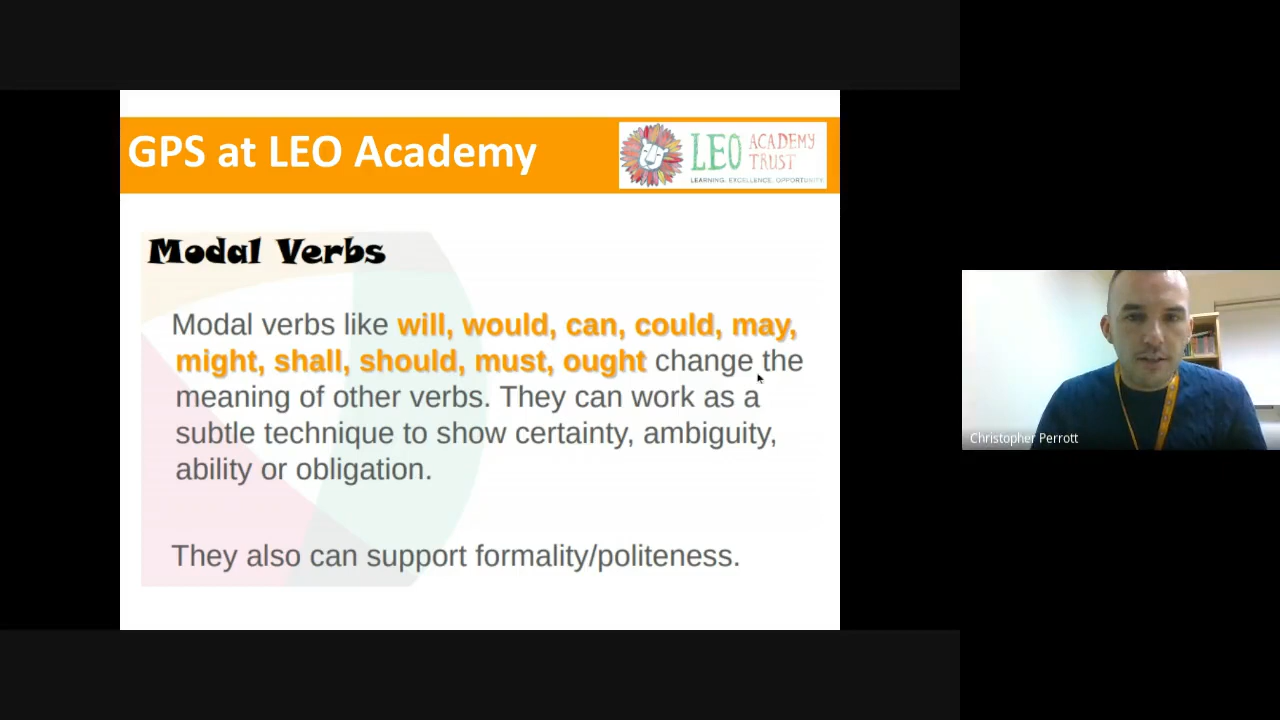 GPS at LEO Academy
LEO ACADEMY TRUST
LEARNING. EXCELLENCE. OPPORTUNITY.
Modal Verbs
Modal verbs like will, would, can, could, may,
might, shall, should, must, ought change the
meaning of other verbs. They can work as a
subtle technique to show certainty, ambiguity,
ability or obligation.
They also can support formality/politeness.
Christopher Perrott